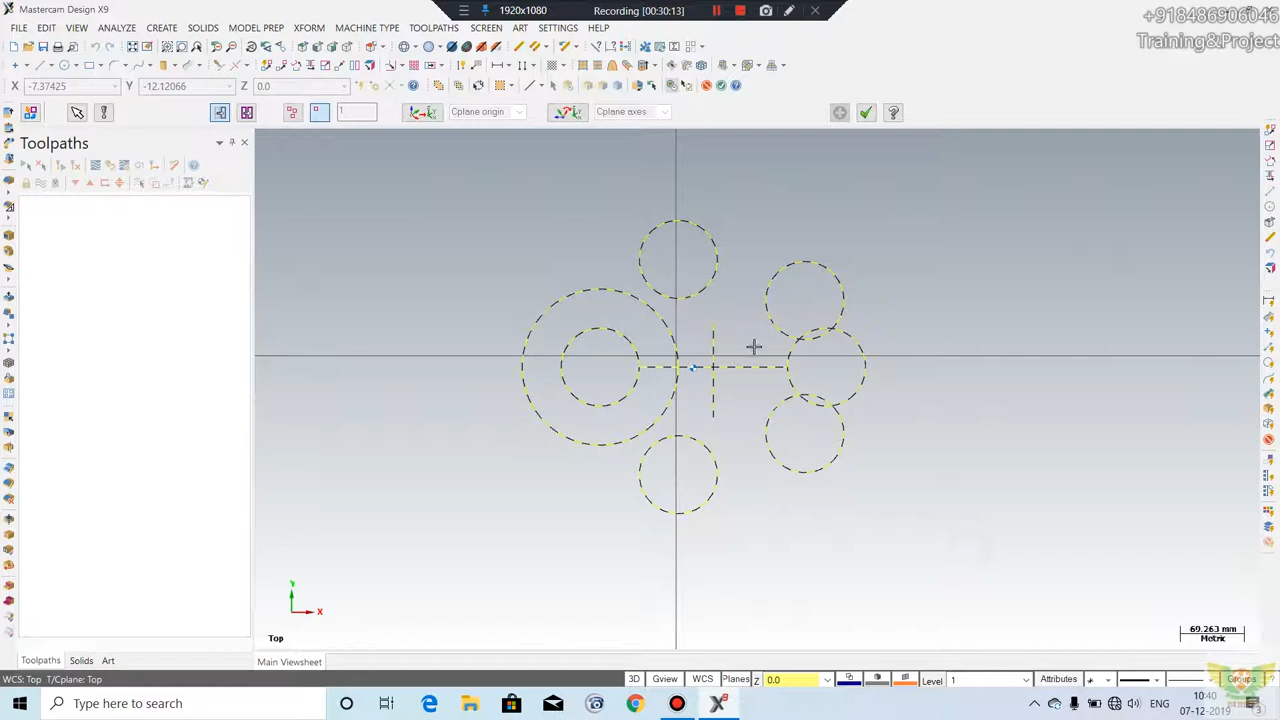 Mastercam Design X9
1920x1080
Recording [00:30:13]
+918486906046
Training&Project
FILE EDIT VIEW ANALYZE CREATE SOLIDS MODEL PREP XFORM MACHINE TYPE TOOLPATHS SCREEN ART SETTINGS HELP
X -7.37425 Y -12.12066 Z 0.0
1 Cplane origin Cplane axes
Toolpaths
G1
Y
X
Top
69.263 mm
Metric
Toolpaths Solids Art Main Viewsheet
WCS: Top T/Cplane: Top 3D Gview WCS Planes Z 0.0 Level 1 Attributes Groups ?
Type here to search
ENG
10:40
07-12-2019